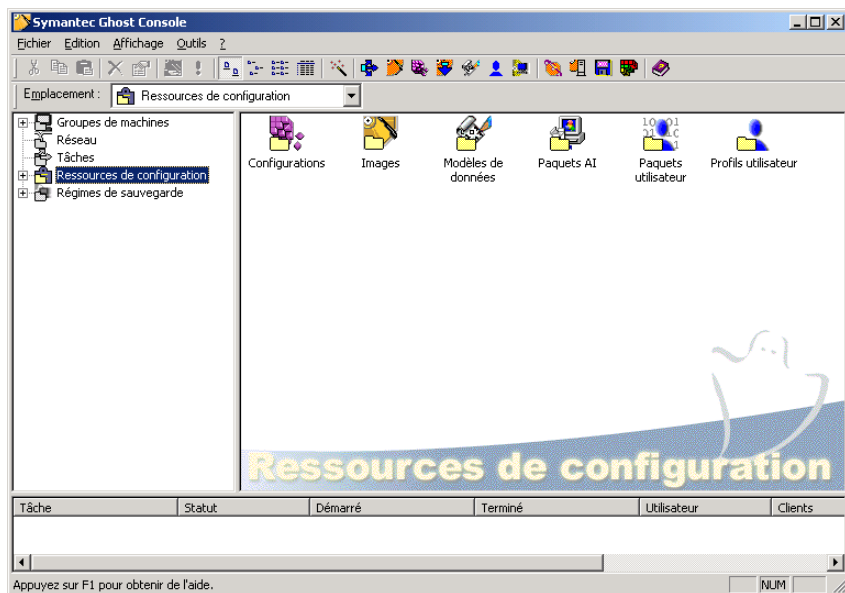 Symantec Ghost Console
Fichier Edition Affichage Outils ?
Emplacement : Ressources de configuration
Groupes de machines
Réseau
Tâches
Ressources de configuration
Régimes de sauvegarde
Configurations
Images
Modèles de
données
Paquets AI
Paquets
utilisateur
Profils utilisateur
Ressources de configuration
Tâche Statut Démarré Terminé Utilisateur Clients
Appuyez sur F1 pour obtenir de l'aide.
NUM